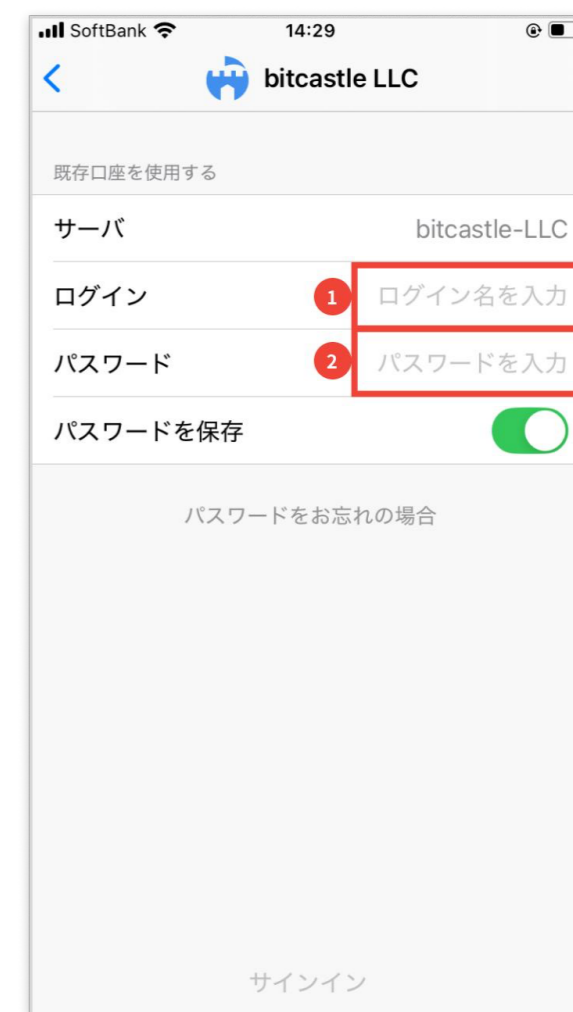 SoftBank 14:29
bitcastle LLC
既存口座を使用する
サーバ bitcastle-LLC
ログイン 1 ログイン名を入力
パスワード 2 パスワードを入力
パスワードを保存
パスワードをお忘れの場合
サインイン